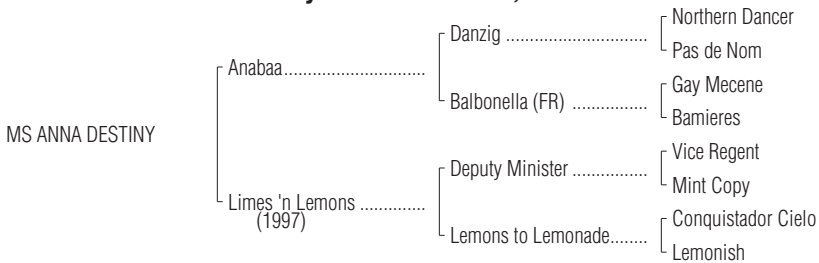 Northern Dancer
Danzig ..............................
Pas de Nom
Anabaa..............................
Gay Mecene
Balbonella (FR) ................
Bamieres
MS ANNA DESTINY
Vice Regent
Deputy Minister ................
Mint Copy
Limes 'n Lemons ..............
(1997)
Conquistador Cielo
Lemons to Lemonade........
Lemonish